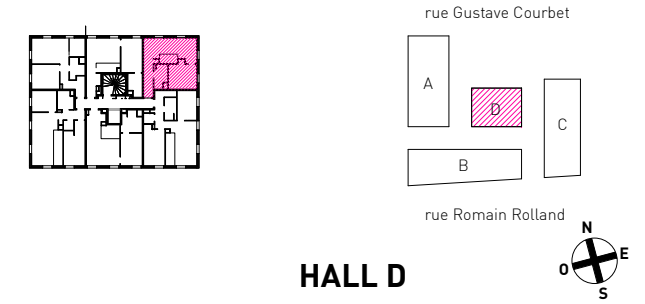 rue Gustave Courbet
A
D
C
B
rue Romain Rolland
N
E
O
S
HALL D